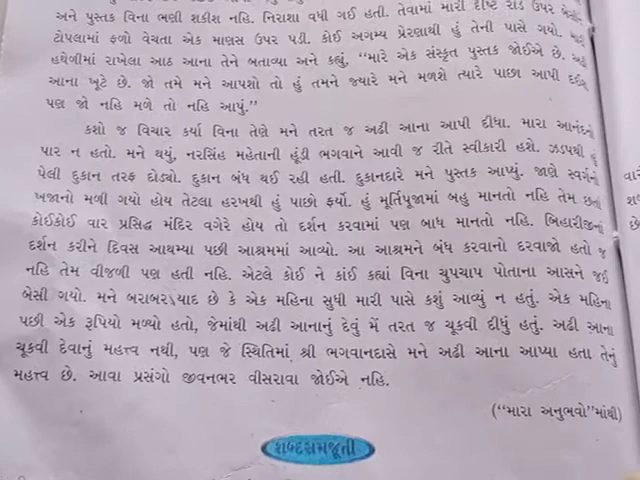 અને પુસ્તક વિના ભણી શકીશ નહિ. નિરાશા વધી ગઈ હતી. તેવામાં મારી દૃષ્ટિ રોડ ઉપર બેસીને
ટોપલામાં ફળો વેચતા એક માણસ ઉપર પડી. કોઈ અગમ્ય પ્રેરણાથી હું તેની પાસે ગયો. મારી
હથેળીમાં રાખેલા આઠ આના તેને બતાવ્યા અને કહ્યું, “મારે એક સંસ્કૃત પુસ્તક જોઈએ છે. અઢી
આના ખૂટે છે. જો તમે મને આપશો તો હું તમને જ્યારે મને મળશે ત્યારે પાછા આપી દઈશ
પણ જો નહિ મળે તો નહિ આપું.”
કશો જ વિચાર કર્યા વિના તેણે મને તરત જ અઢી આના આપી દીધા. મારા આનંદનો
પાર ન હતો. મને થયું, નરસિંહ મહેતાની હૂંડી ભગવાને આવી જ રીતે સ્વીકારી હશે. ઝડપથી હું
પેલી દુકાન તરફ દોડ્યો. દુકાન બંધ થઈ રહી હતી. દુકાનદારે મને પુસ્તક આપ્યું. જાણે સ્વર્ગનો
ખજાનો મળી ગયો હોય તેટલા હરખથી હું પાછો ફર્યો. હું મૂર્તિપૂજામાં બહુ માનતો નહિ તેમ છતાં
કોઈકોઈ વાર પ્રસિદ્ધ મંદિર વગેરે હોય તો દર્શન કરવામાં પણ બાધ માનતો નહિ. બિહારીજીનાં
દર્શન કરીને દિવસ આથમ્યા પછી આશ્રમમાં આવ્યો. આ આશ્રમને બંધ કરવાનો દરવાજો હતો જ
નહિ તેમ વીજળી પણ હતી નહિ. એટલે કોઈ ને કાંઈ કહ્યાં વિના ચુપચાપ પોતાના આસને જઈ
બેસી ગયો. મને બરાબર યાદ છે કે એક મહિના સુધી મારી પાસે કશું આવ્યું ન હતું. એક મહિના
પછી એક રૂપિયો મળ્યો હતો, જેમાંથી અઢી આનાનું દેવું મેં તરત જ ચૂકવી દીધું હતું. અઢી આના
ચૂકવી દેવાનું મહત્ત્વ નથી, પણ જે સ્થિતિમાં શ્રી ભગવાનદાસે મને અઢી આના આપ્યા હતા તેનું
મહત્ત્વ છે. આવા પ્રસંગો જીવનભર વીસરાવા જોઈએ નહિ.
(“મારા અનુભવો”માંથી)
શબ્દસમજૂતી